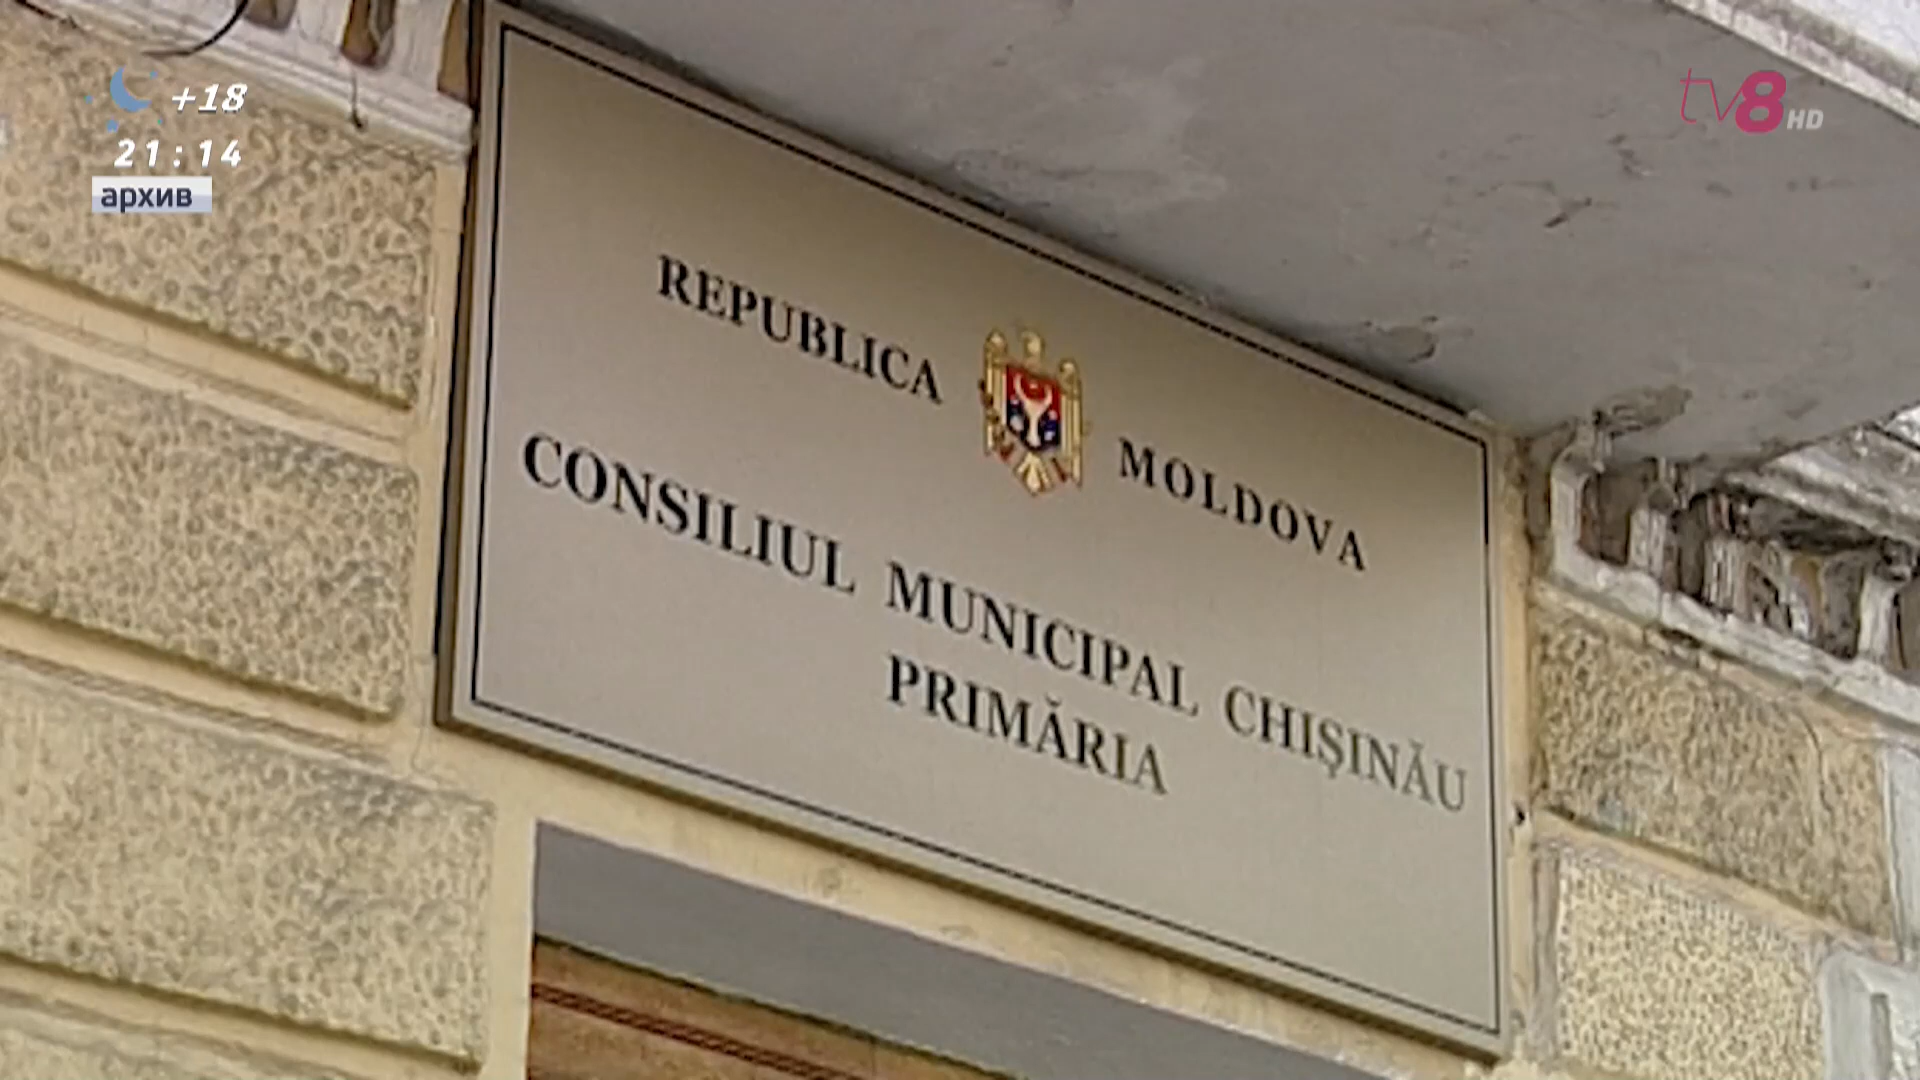 +18
21:14
архив
tv8 HD
REPUBLICA MOLDOVA
CONSILIUL MUNICIPAL CHIŞINĂU
PRIMĂRIA